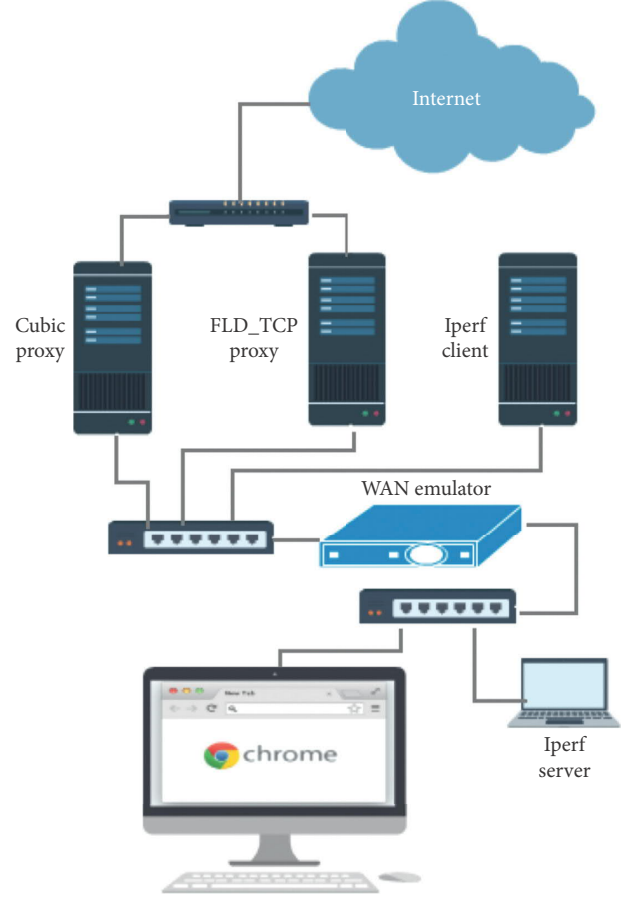 Internet
Cubic
proxy
FLD_TCP
proxy
Iperf
client
WAN emulator
New Tab
chrome
Iperf
server